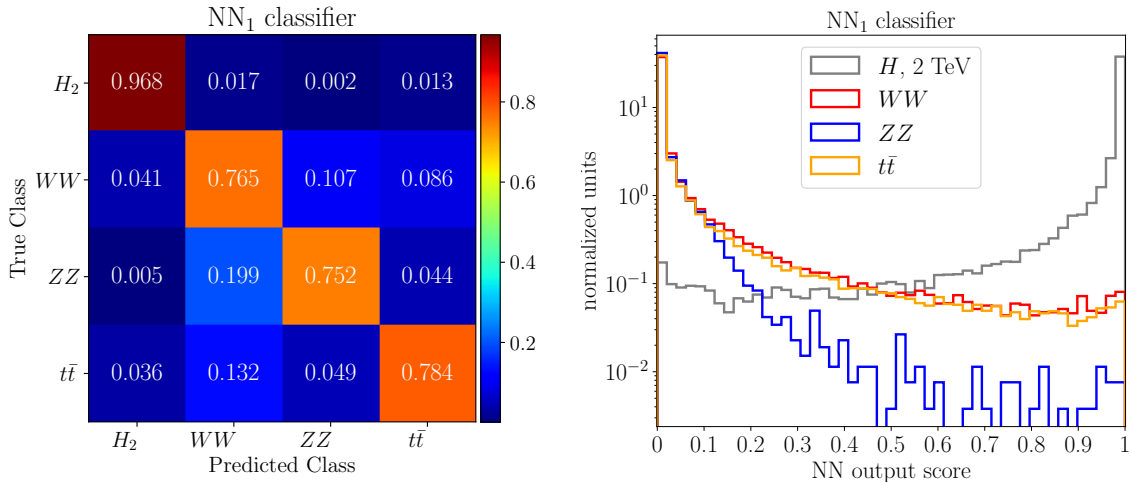 NN₁ classifier
H₂ 0.968 0.017 0.002 0.013
WW 0.041 0.765 0.107 0.086
ZZ 0.005 0.199 0.752 0.044
tt̄ 0.036 0.132 0.049 0.784
H₂ WW ZZ tt̄
Predicted Class
True Class
0.8
0.6
0.4
0.2
NN₁ classifier
H, 2 TeV
WW
ZZ
tt̄
10¹
10⁰
10⁻¹
10⁻²
normalized units
0 0.1 0.2 0.3 0.4 0.5 0.6 0.7 0.8 0.9 1
NN output score